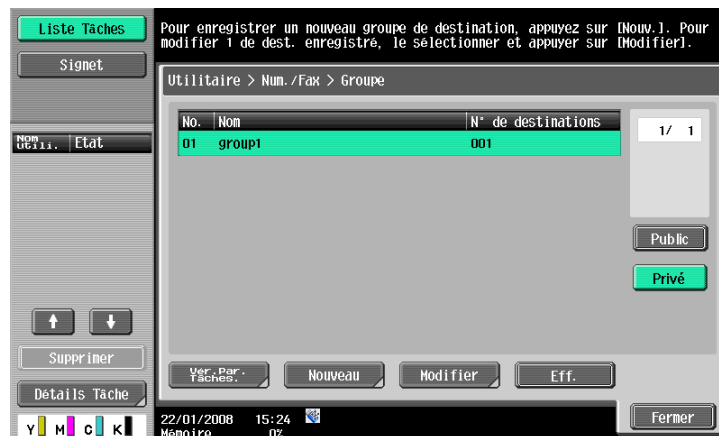 Liste Tâches
Signet
Pour enregistrer un nouveau groupe de destination, appuyez sur [Nouv.]. Pour
modifier 1 de dest. enregistré, le sélectionner et appuyer sur [Modifier].
Utilitaire > Num./Fax > Groupe
Nom Utili. Etat
No. Nom N° de destinations
01 group1 001
1/ 1
Public
Privé
Supprimer
Détails Tâche
Vér.Par. Tâches.
Nouveau
Modifier
Eff.
Fermer
Y M C K
22/01/2008 15:24
Mémoire 0%